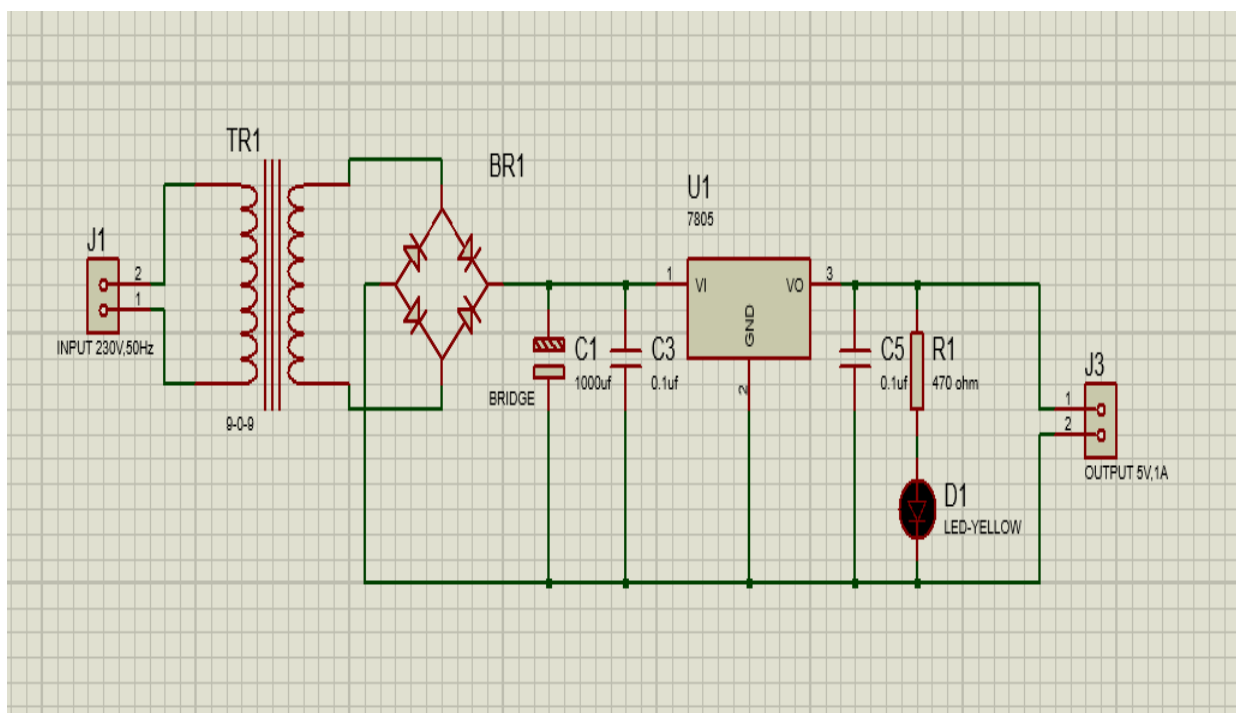 TR1
BR1
U1
7805
J1
2
1
INPUT 230V,50Hz
9-0-9
BRIDGE
C1
1000uf
C3
0.1uf
1
VI
VO
3
GND
2
C5
0.1uf
R1
470 ohm
J3
1
2
OUTPUT 5V,1A
D1
LED-YELLOW